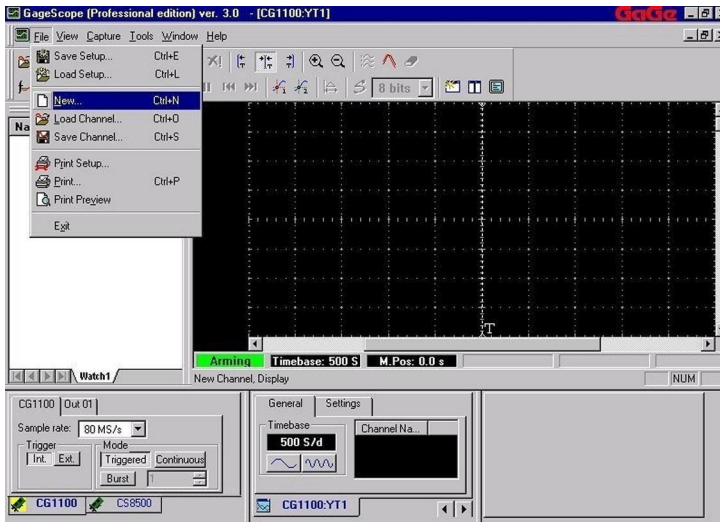 GageScope (Professional edition) ver. 3.0 - [CG1100:YT1]
GaGe
File View Capture Tools Window Help
Save Setup... Ctrl+E
Load Setup... Ctrl+L
New... Ctrl+N
Load Channel... Ctrl+O
Save Channel... Ctrl+S
Print Setup...
Print... Ctrl+P
Print Preview
Exit
8 bits
Na
T
Arming Timebase: 500 S M.Pos: 0.0 s
Watch1
New Channel, Display NUM
CG1100 Out 01
Sample rate: 80 MS/s
Trigger Mode
Int. Ext. Triggered Continuous
Burst 1
CG1100 CS8500
General Settings
Timebase Channel Na...
500 S/d
CG1100:YT1